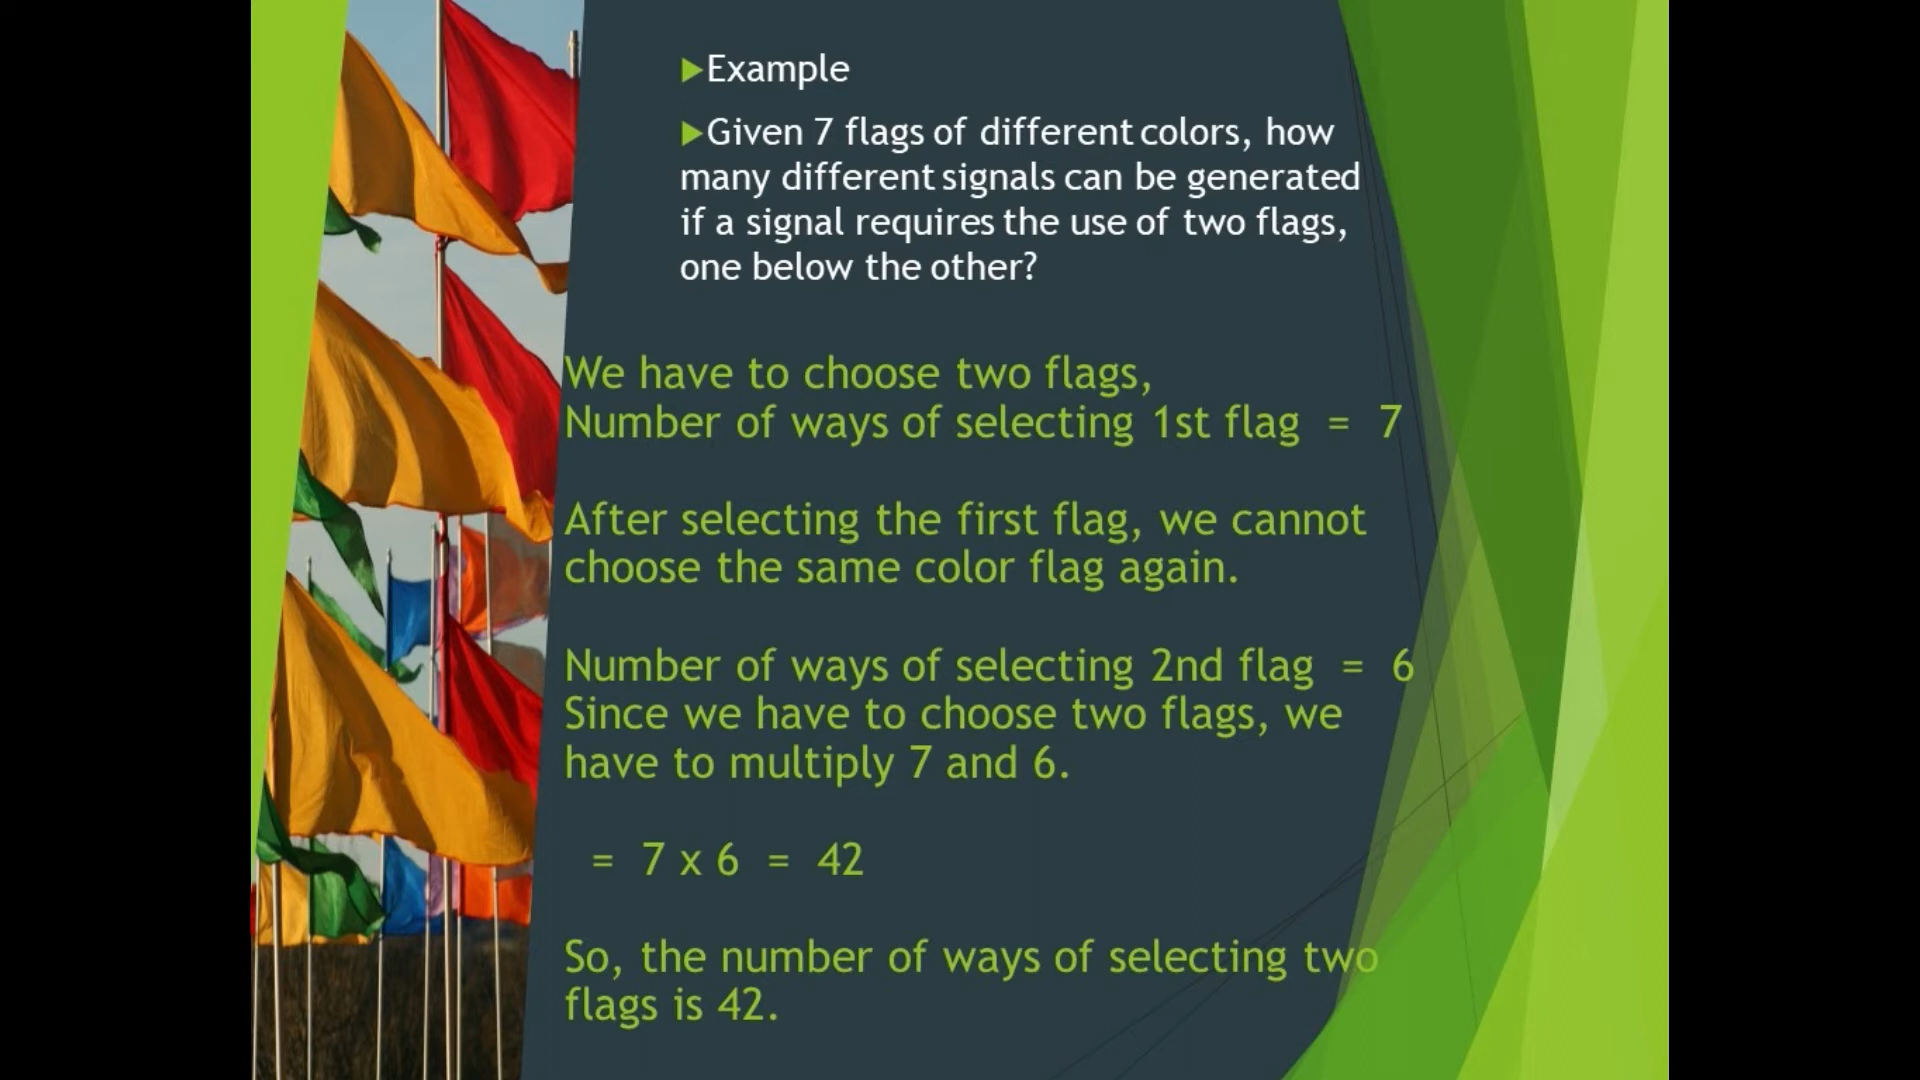 Example
Given 7 flags of different colors, how
many different signals can be generated
if a signal requires the use of two flags,
one below the other?
We have to choose two flags,
Number of ways of selecting 1st flag = 7
After selecting the first flag, we cannot
choose the same color flag again.
Number of ways of selecting 2nd flag = 6
Since we have to choose two flags, we
have to multiply 7 and 6.
= 7 x 6 = 42
So, the number of ways of selecting two
flags is 42.